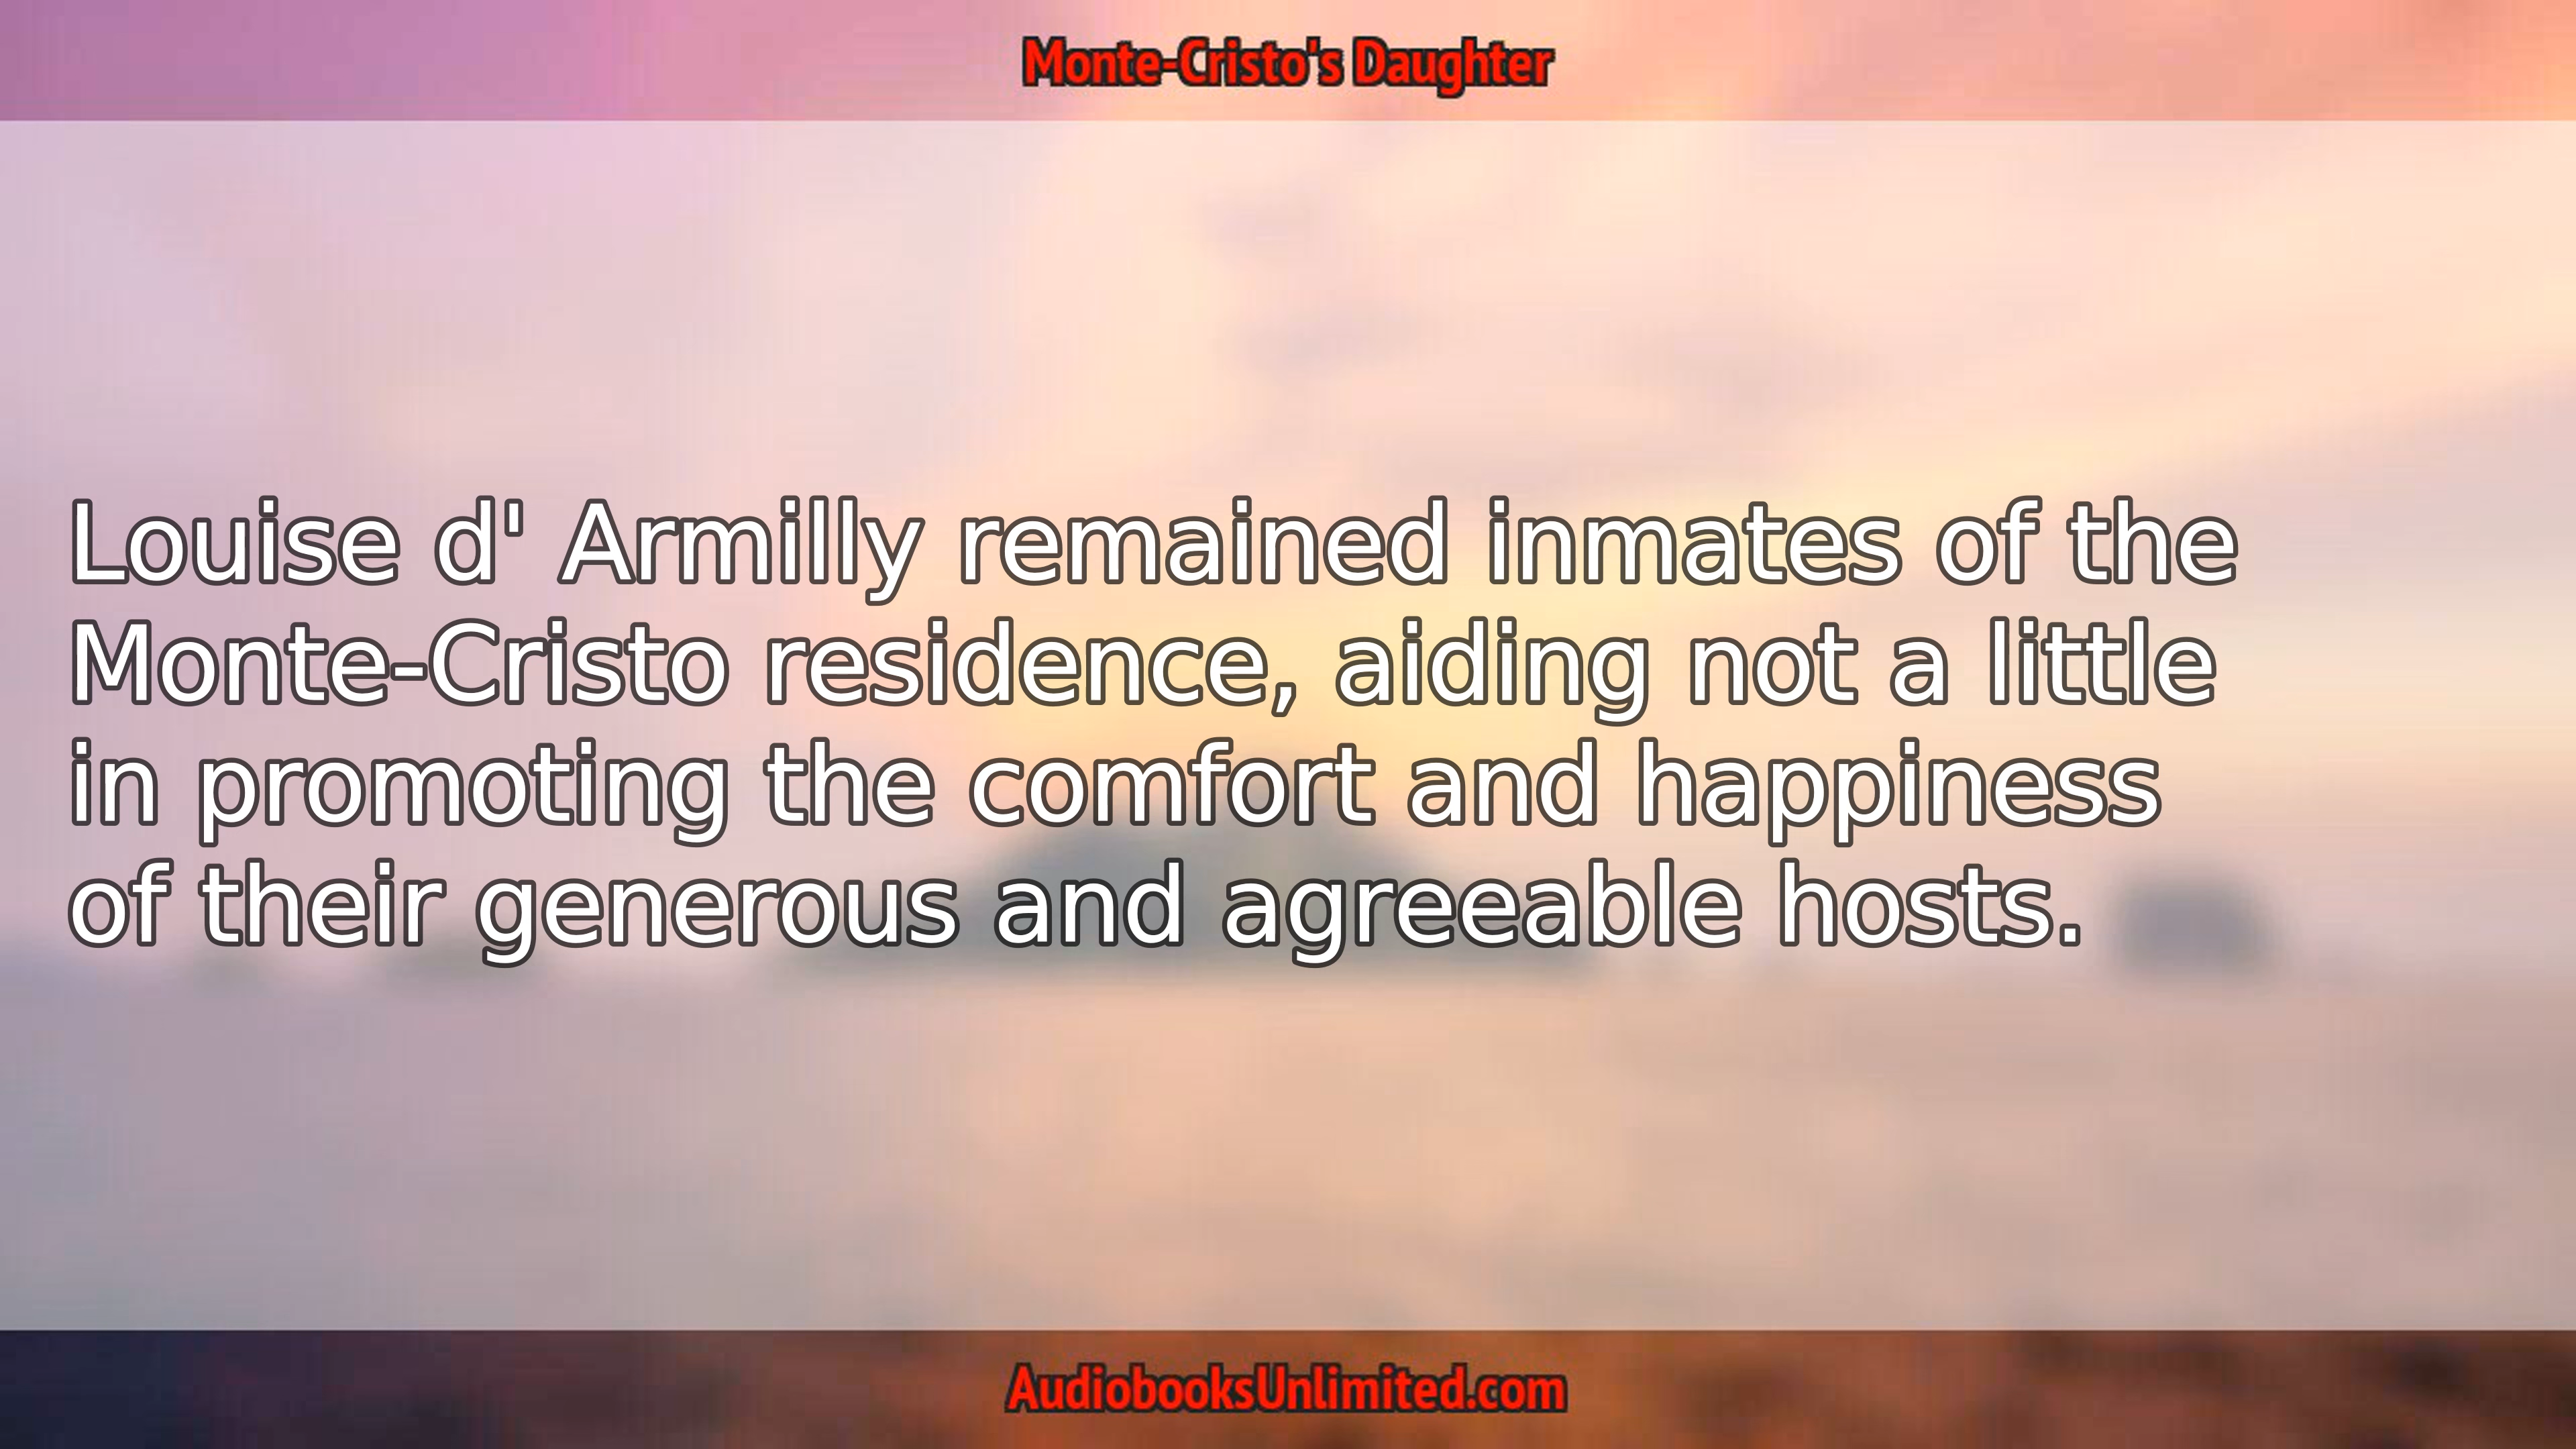 Monte-Cristo's Daughter
Louise d' Armilly remained inmates of the
Monte-Cristo residence, aiding not a little
in promoting the comfort and happiness
of their generous and agreeable hosts.
AudiobooksUnlimited.com